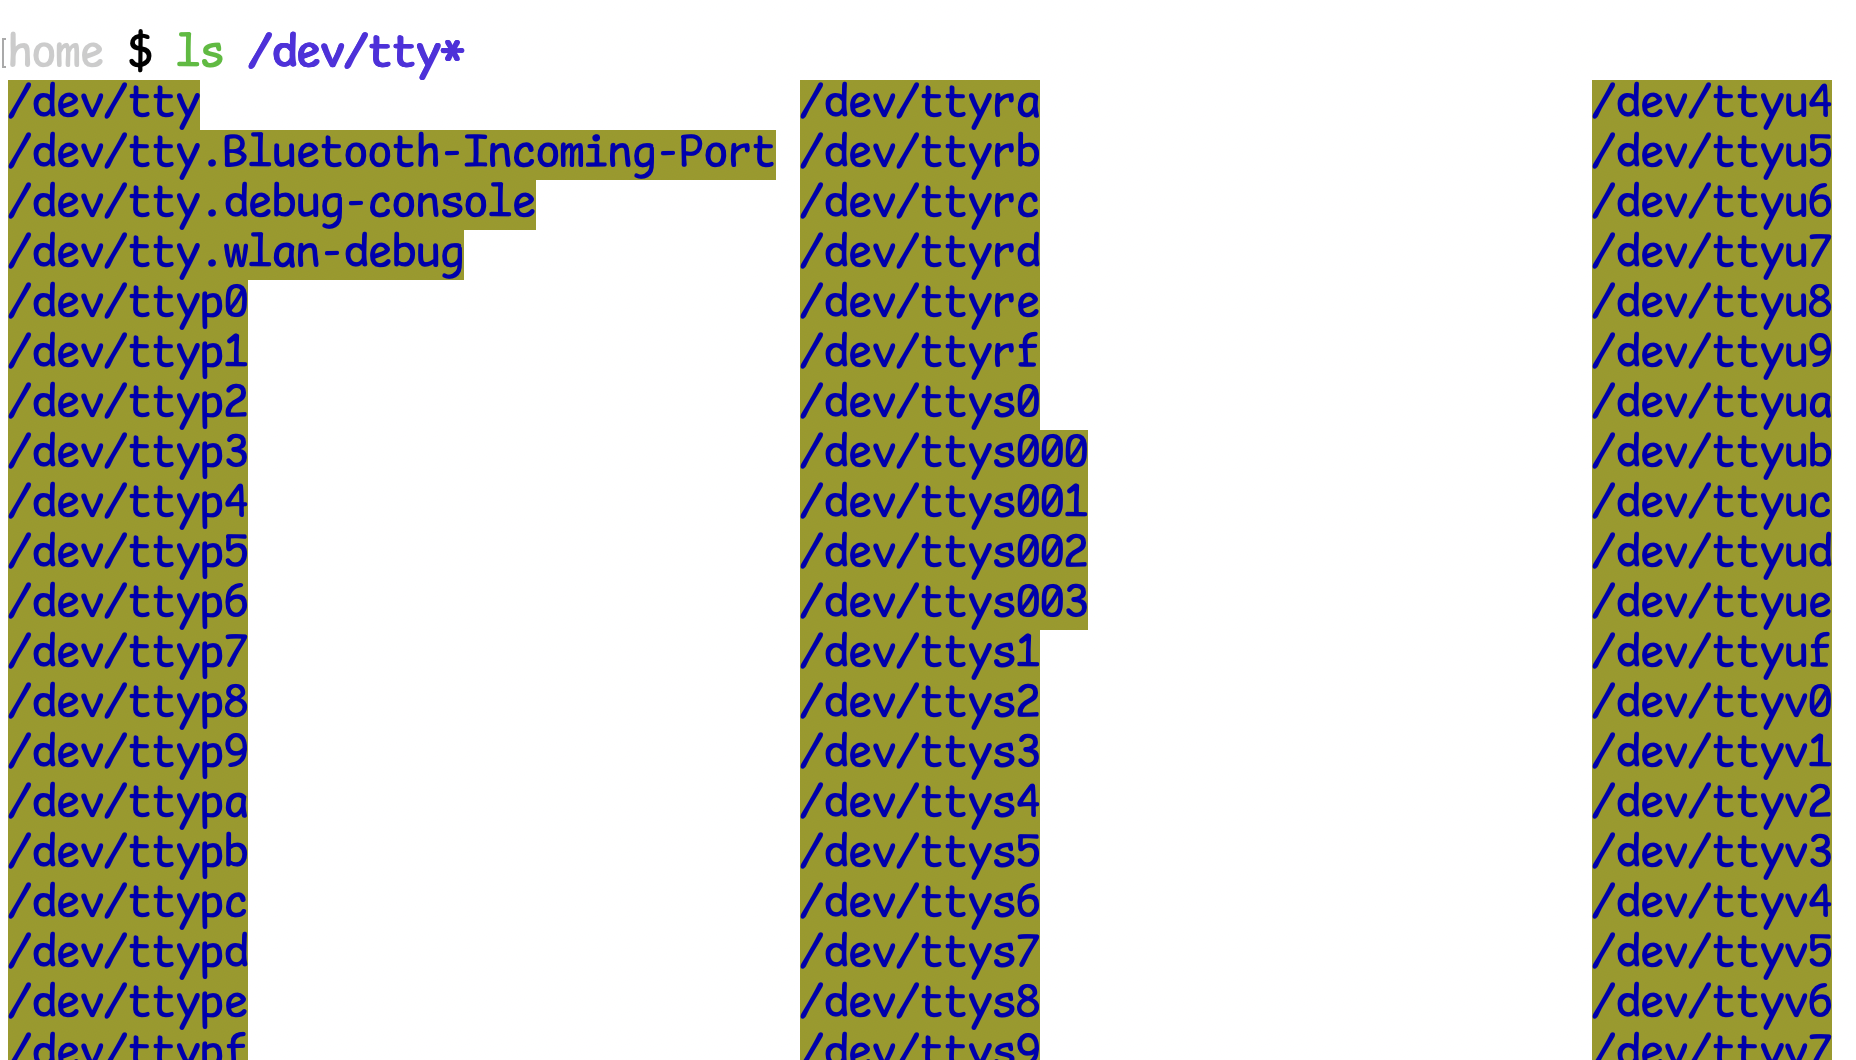 home $ ls /dev/tty*
/dev/tty /dev/ttyra /dev/ttyu4
/dev/tty.Bluetooth-Incoming-Port /dev/ttyrb /dev/ttyu5
/dev/tty.debug-console /dev/ttyrc /dev/ttyu6
/dev/tty.wlan-debug /dev/ttyrd /dev/ttyu7
/dev/ttyp0 /dev/ttyre /dev/ttyu8
/dev/ttyp1 /dev/ttyrf /dev/ttyu9
/dev/ttyp2 /dev/ttys0 /dev/ttyua
/dev/ttyp3 /dev/ttys000 /dev/ttyub
/dev/ttyp4 /dev/ttys001 /dev/ttyuc
/dev/ttyp5 /dev/ttys002 /dev/ttyud
/dev/ttyp6 /dev/ttys003 /dev/ttyue
/dev/ttyp7 /dev/ttys1 /dev/ttyuf
/dev/ttyp8 /dev/ttys2 /dev/ttyv0
/dev/ttyp9 /dev/ttys3 /dev/ttyv1
/dev/ttypa /dev/ttys4 /dev/ttyv2
/dev/ttypb /dev/ttys5 /dev/ttyv3
/dev/ttypc /dev/ttys6 /dev/ttyv4
/dev/ttypd /dev/ttys7 /dev/ttyv5
/dev/ttype /dev/ttys8 /dev/ttyv6
/dev/ttypf /dev/ttys9 /dev/ttyv7